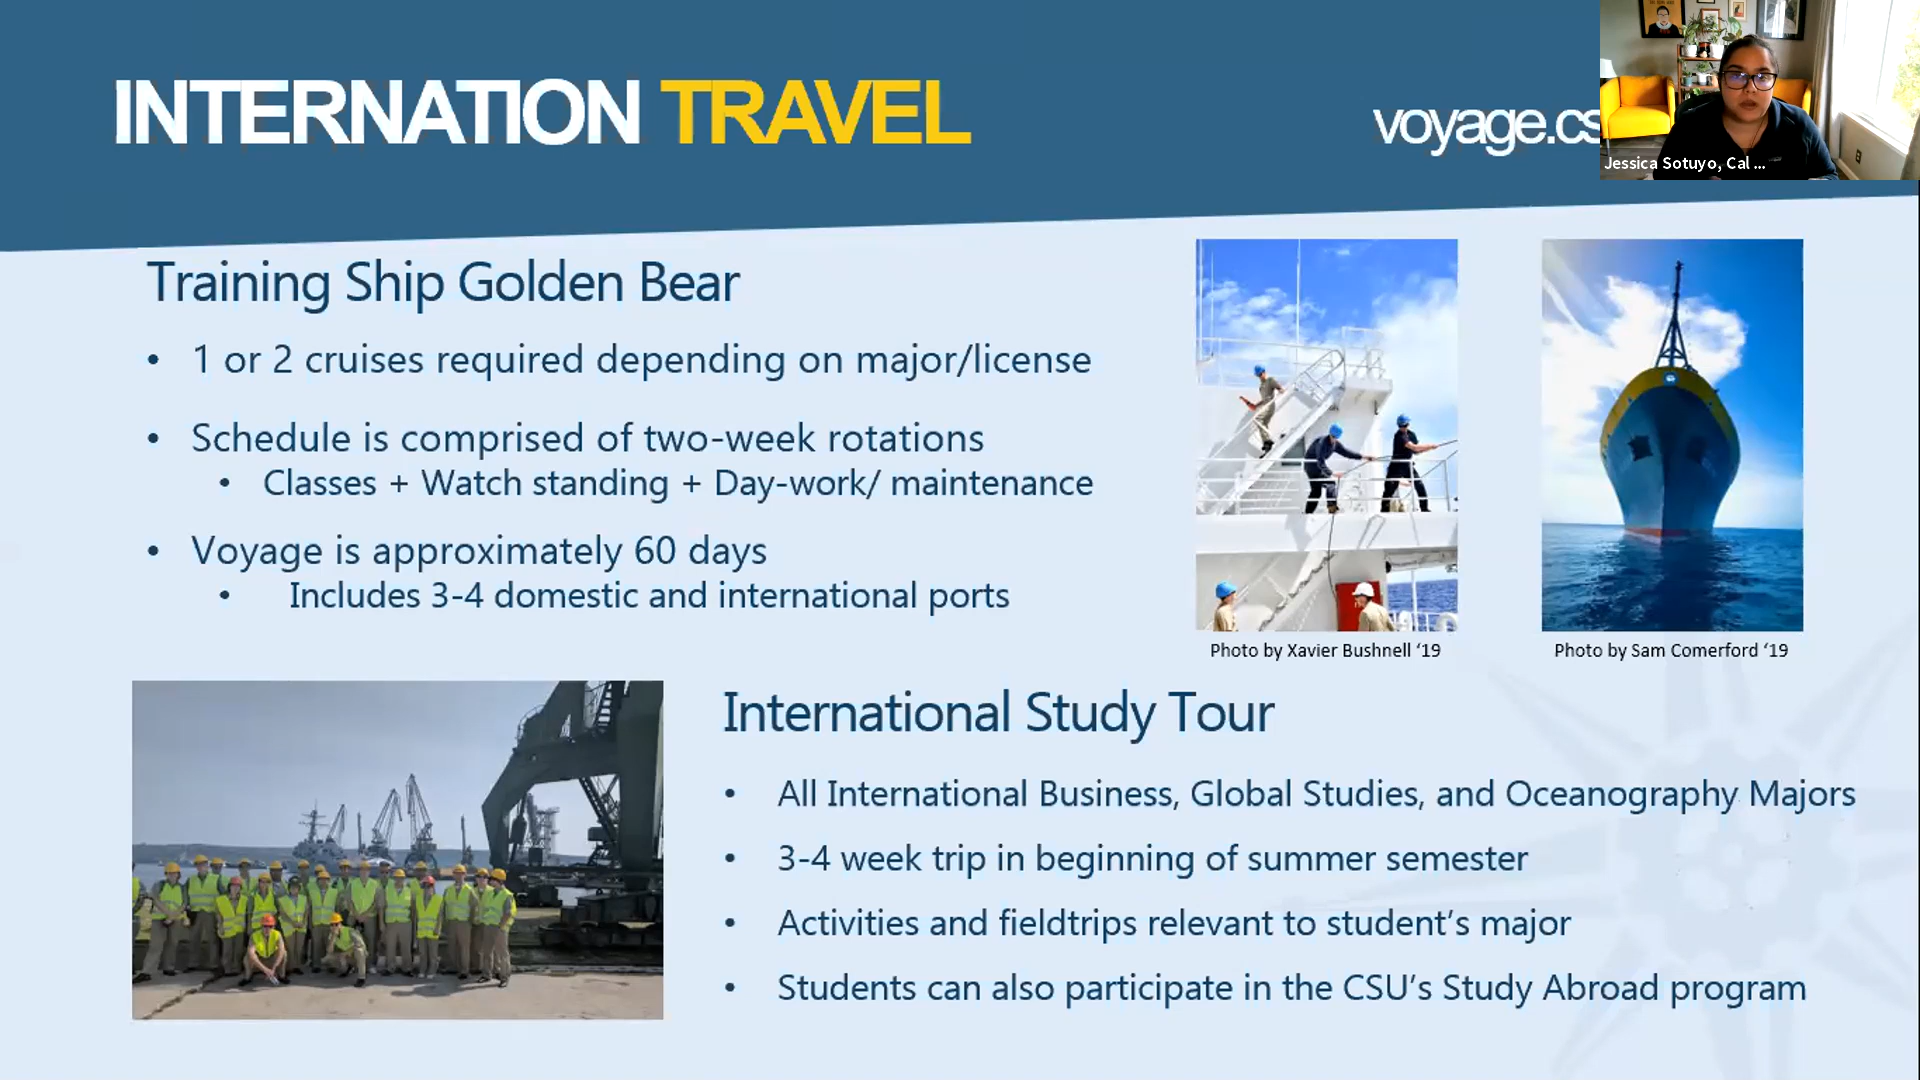 INTERNATION TRAVEL
voyage.cs
Jessica Sotuyo, Cal ...
Training Ship Golden Bear
• 1 or 2 cruises required depending on major/license
• Schedule is comprised of two-week rotations
• Classes + Watch standing + Day-work/ maintenance
• Voyage is approximately 60 days
• Includes 3-4 domestic and international ports
Photo by Xavier Bushnell ‘19
Photo by Sam Comerford ‘19
International Study Tour
• All International Business, Global Studies, and Oceanography Majors
• 3-4 week trip in beginning of summer semester
• Activities and fieldtrips relevant to student’s major
• Students can also participate in the CSU’s Study Abroad program